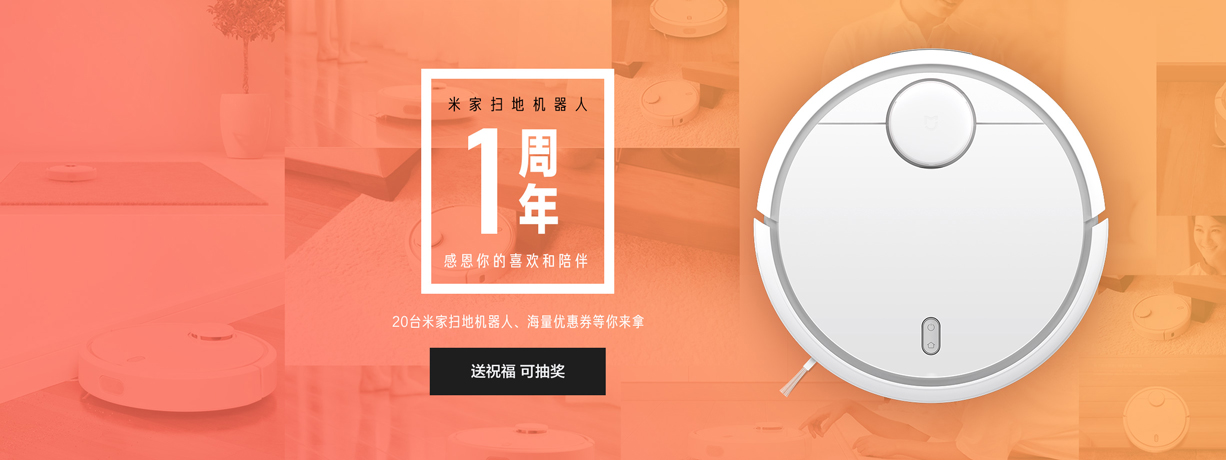 米家扫地机器人
1周年
感恩你的喜欢和陪伴
20台米家扫地机器人、海量优惠券等你来拿
送祝福 可抽奖